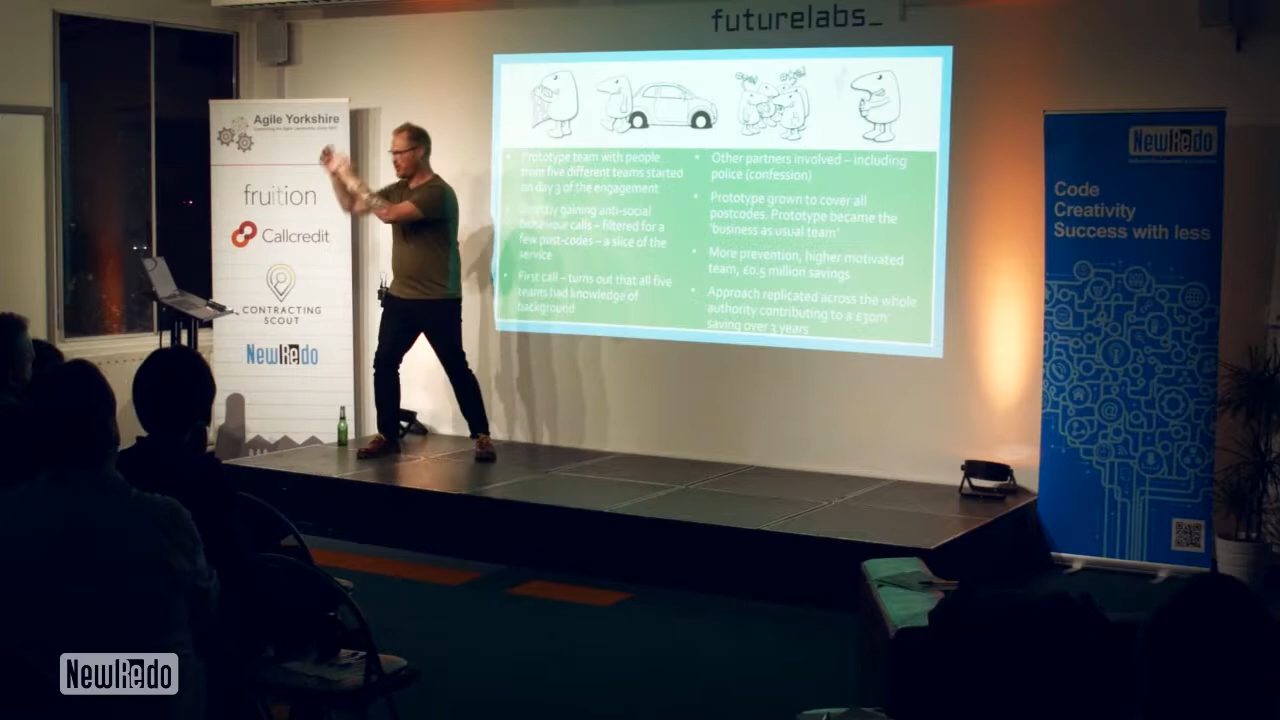 futurelabs_
Agile Yorkshire
fruition
Callcredit
CONTRACTING
SCOUT
NewRedo
Prototype team with people
from five different teams started
on day 3 of the engagement
gaining anti-social
behaviour calls – filtered for a
few post-codes – a slice of the
service
First call – turns out that all five
teams had knowledge of
background
Other partners involved – including
police (confession)
Prototype grown to cover all
postcodes. Prototype became the
'business as usual team'
More prevention, higher motivated
team, £0.5 million savings
Approach replicated across the whole
authority contributing to a £30m
saving over 3 years
NewRedo
Code
Creativity
Success with less
NewRedo